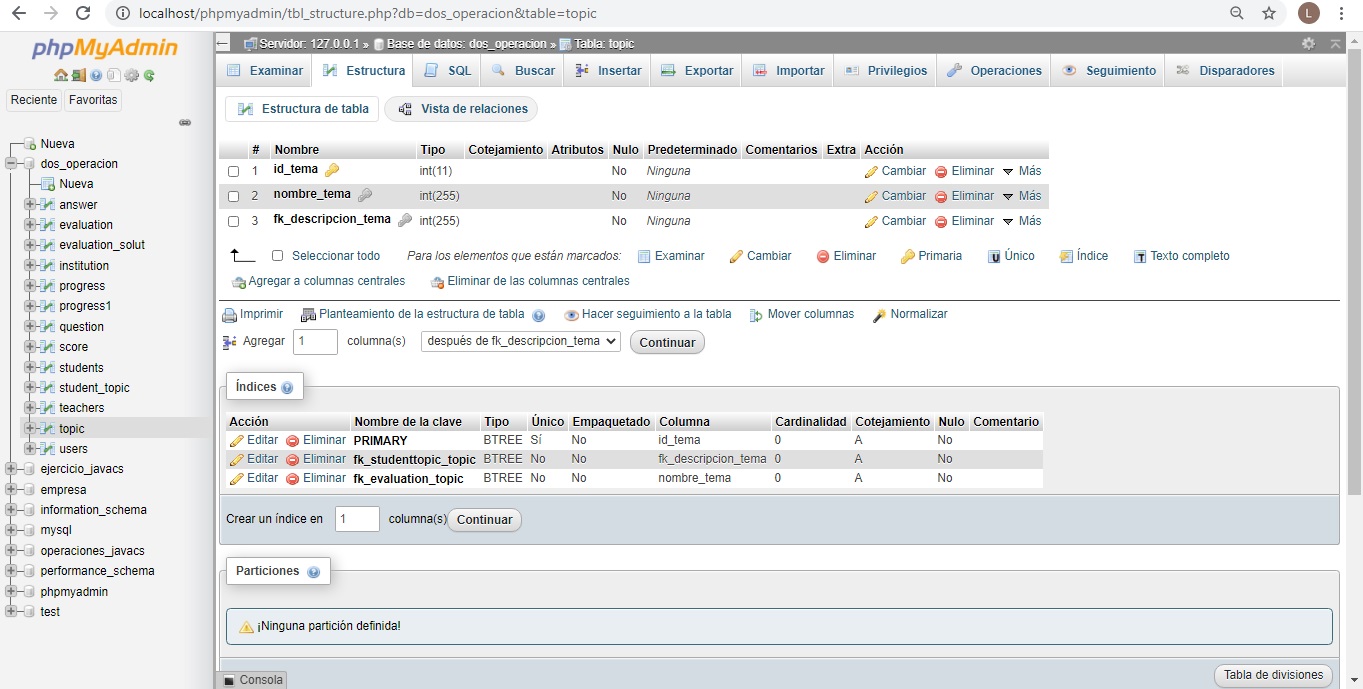 localhost/phpmyadmin/tbl_structure.php?db=dos_operacion&table=topic
L
phpMyAdmin
Reciente Favoritas
Nueva
dos_operacion
Nueva
answer
evaluation
evaluation_solut
institution
progress
progress1
question
score
students
student_topic
teachers
topic
users
ejercicio_javacs
empresa
information_schema
mysql
operaciones_javacs
performance_schema
phpmyadmin
test
Servidor: 127.0.0.1 » Base de datos: dos_operacion » Tabla: topic
Examinar Estructura SQL Buscar Insertar Exportar Importar Privilegios Operaciones Seguimiento Disparadores
Estructura de tabla Vista de relaciones
# Nombre Tipo Cotejamiento Atributos Nulo Predeterminado Comentarios Extra Acción
1 id_tema int(11) No Ninguna Cambiar Eliminar Más
2 nombre_tema int(255) No Ninguna Cambiar Eliminar Más
3 fk_descripcion_tema int(255) No Ninguna Cambiar Eliminar Más
Seleccionar todo Para los elementos que están marcados: Examinar Cambiar Eliminar Primaria Único Índice Texto completo
Agregar a columnas centrales Eliminar de las columnas centrales
Imprimir Planteamiento de la estructura de tabla Hacer seguimiento a la tabla Mover columnas Normalizar
Agregar 1 columna(s) después de fk_descripcion_tema Continuar
Índices
Acción Nombre de la clave Tipo Único Empaquetado Columna Cardinalidad Cotejamiento Nulo Comentario
Editar Eliminar PRIMARY BTREE Sí No id_tema 0 A No
Editar Eliminar fk_studenttopic_topic BTREE No No fk_descripcion_tema 0 A No
Editar Eliminar fk_evaluation_topic BTREE No No nombre_tema 0 A No
Crear un índice en 1 columna(s) Continuar
Particiones
¡Ninguna partición definida!
Tabla de divisiones
Consola